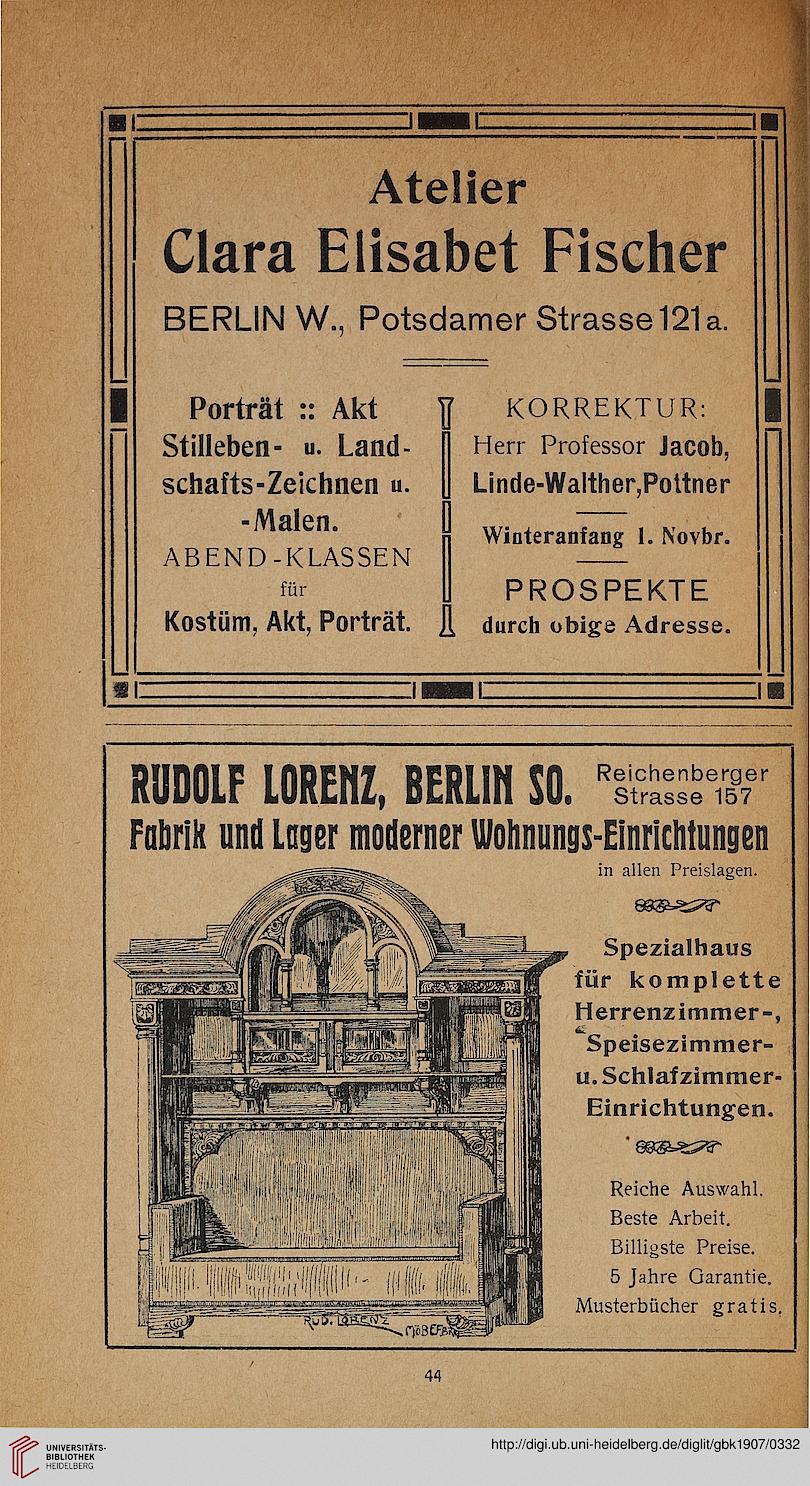 Atelier
Clara Elisabet Fischer
BERLIN W., Potsdamer Strasse 121a.
Porträt :: Akt
Stilleben- u. Land-
schafts-Zeichnen u.
-Malen.
ABEND-KLASSEN
für
Kostüm, Akt, Porträt.
KORREKTUR:
Herr Professor Jacob,
Linde-Walther, Pottner
Winteranfang 1. Novbr.
PROSPEKTE
durch obige Adresse.
RUDOLF LORENZ, BERLIN SO.
Reichenberger
Strasse 157
Fabrik und Lager moderner Wohnungs-Einrichtungen
in allen Preislagen.
Spezialhaus
für komplette
Herrenzimmer-,
Speisezimmer-
u. Schlafzimmer-
Einrichtungen.
Reiche Auswahl.
Beste Arbeit.
Billigste Preise.
5 Jahre Garantie.
Musterbücher gratis.
RUD. LORENZ
44
UNIVERSITÄTS-
BIBLIOTHEK
HEIDELBERG
http://digi.ub.uni-heidelberg.de/diglit/gbk1907/0332